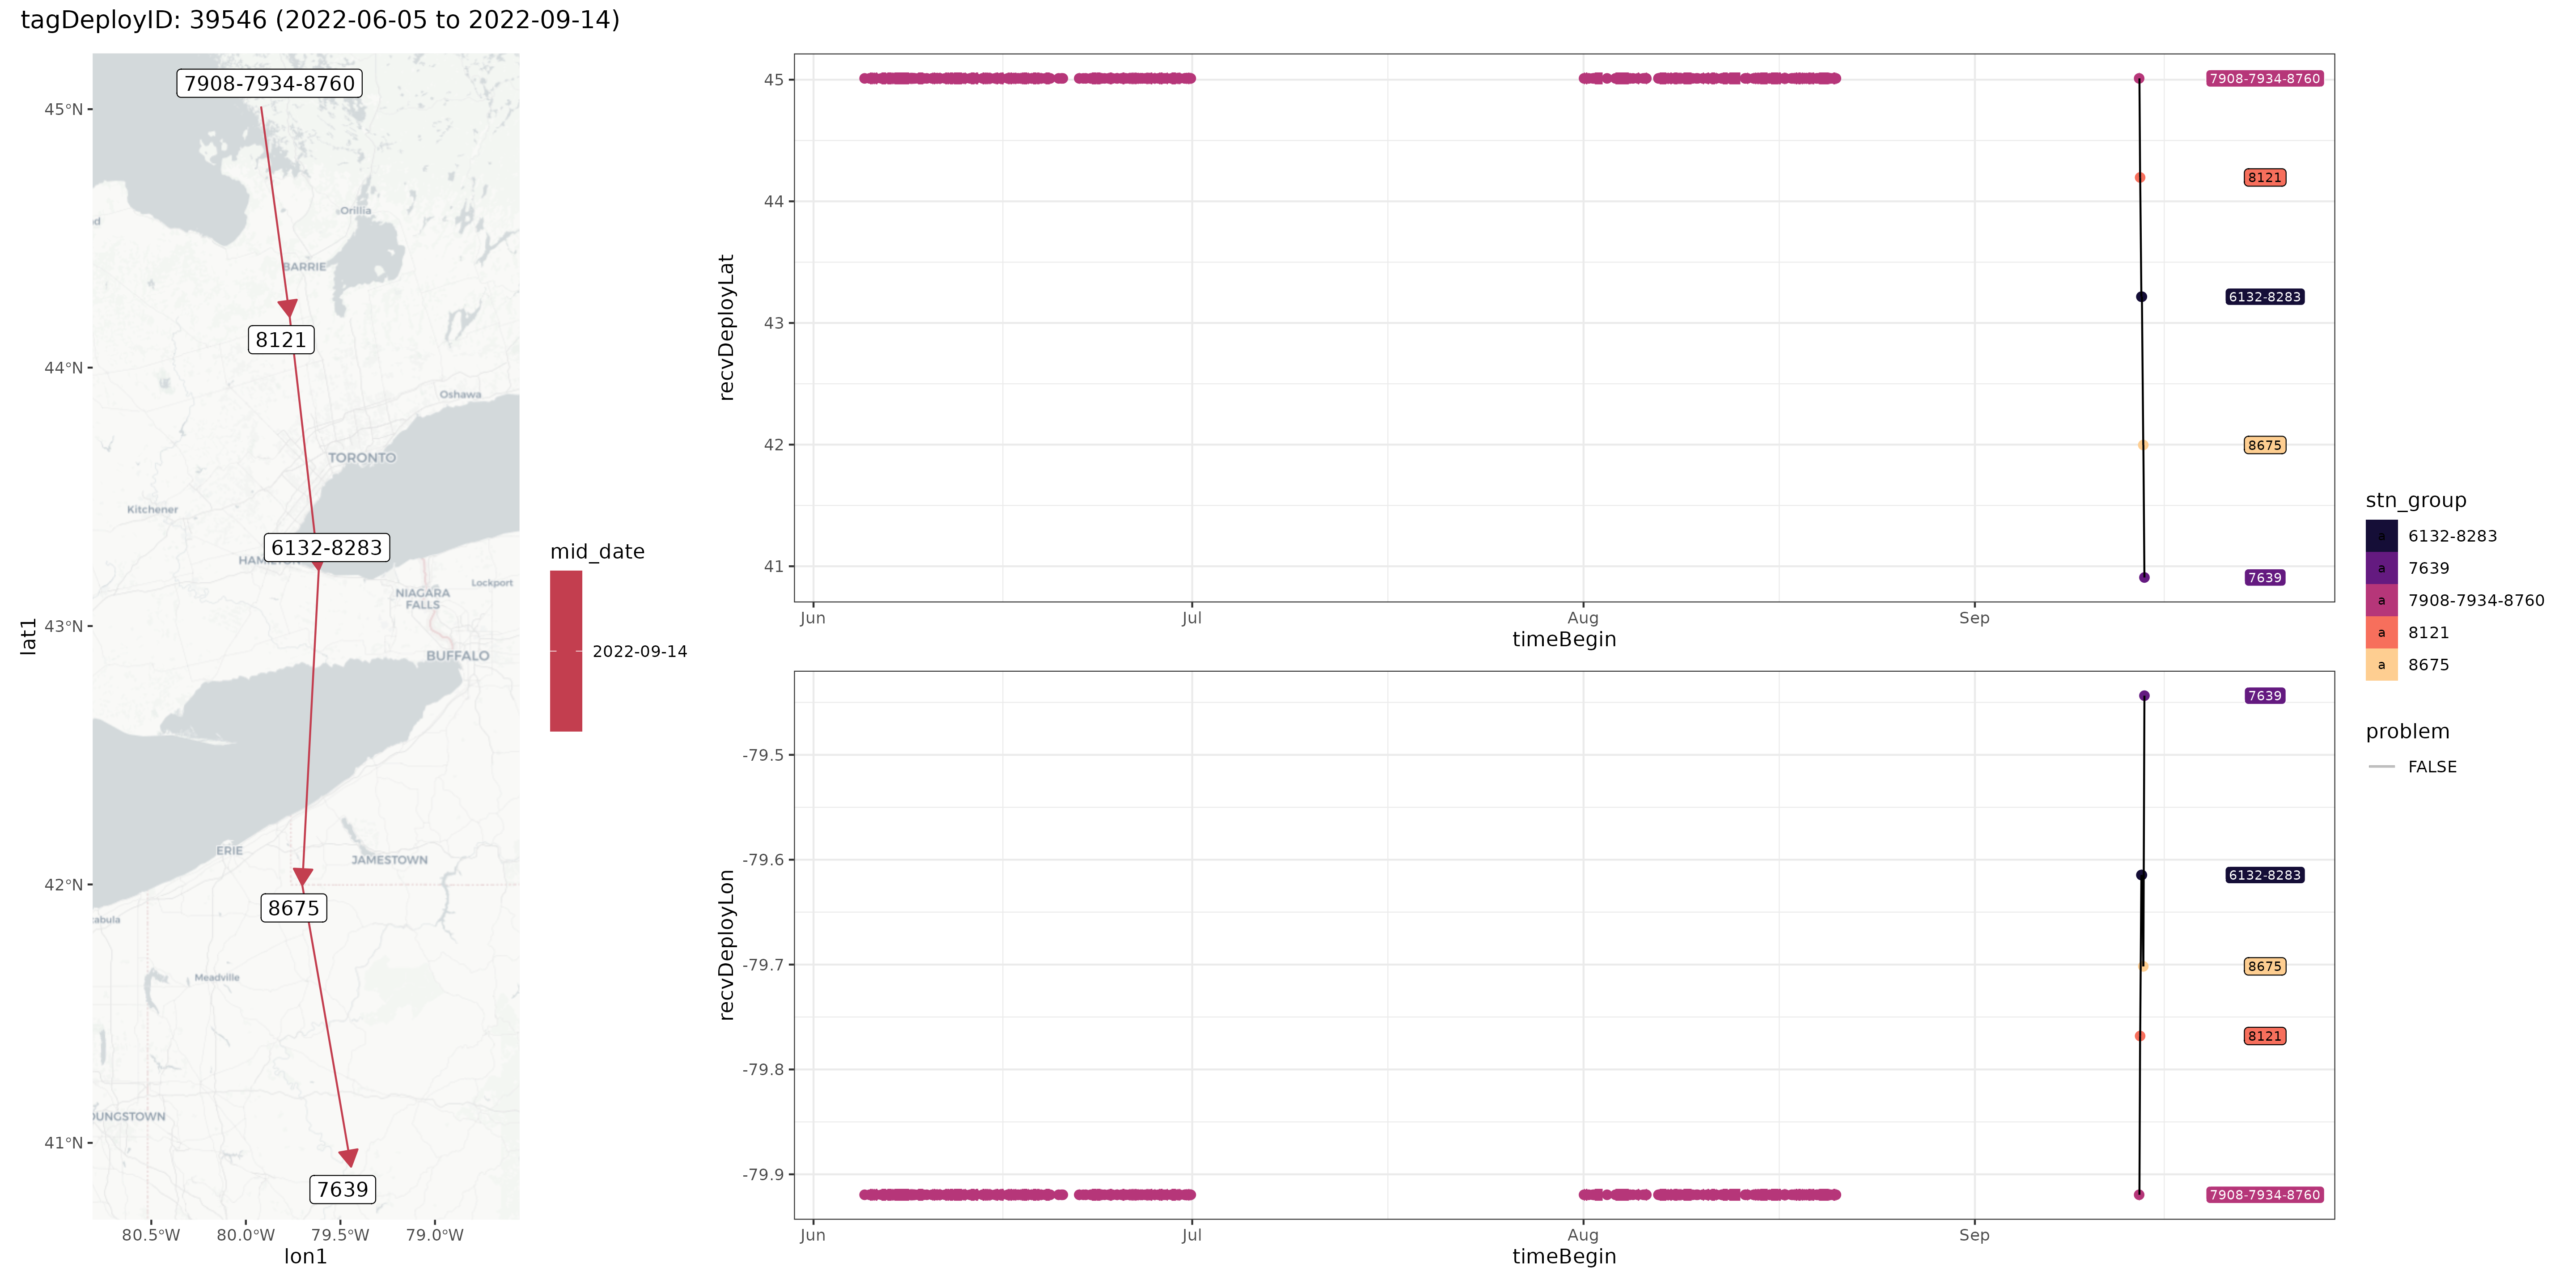 tagDeployID: 39546 (2022-06-05 to 2022-09-14)
lat1
45°N
44°N
43°N
42°N
41°N
7908-7934-8760
d
Orillia
BARRIE
8121
Oshawa
TORONTO
Kitchener
6132-8283
Lockport
NIAGARA
FALLS
BUFFALO
ERIE
JAMESTOWN
8675
abula
Meadville
OUNGSTOWN
7639
80.5°W 80.0°W 79.5°W 79.0°W
lon1
mid_date
2022-09-14
recvDeployLat
45
44
43
42
41
7908-7934-8760
8121
6132-8283
8675
7639
Jun Jul Aug Sep
timeBegin
recvDeployLon
-79.5
-79.6
-79.7
-79.8
-79.9
7639
6132-8283
8675
8121
7908-7934-8760
Jun Jul Aug Sep
timeBegin
stn_group
a 6132-8283
a 7639
a 7908-7934-8760
a 8121
a 8675
problem
FALSE